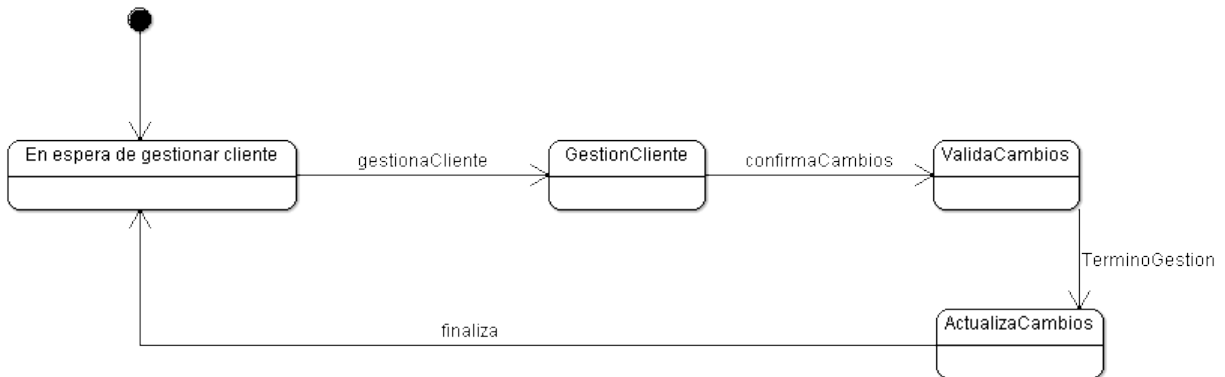 En espera de gestionar cliente
gestionaCliente
GestionCliente
confirmaCambios
ValidaCambios
TerminoGestion
ActualizaCambios
finaliza